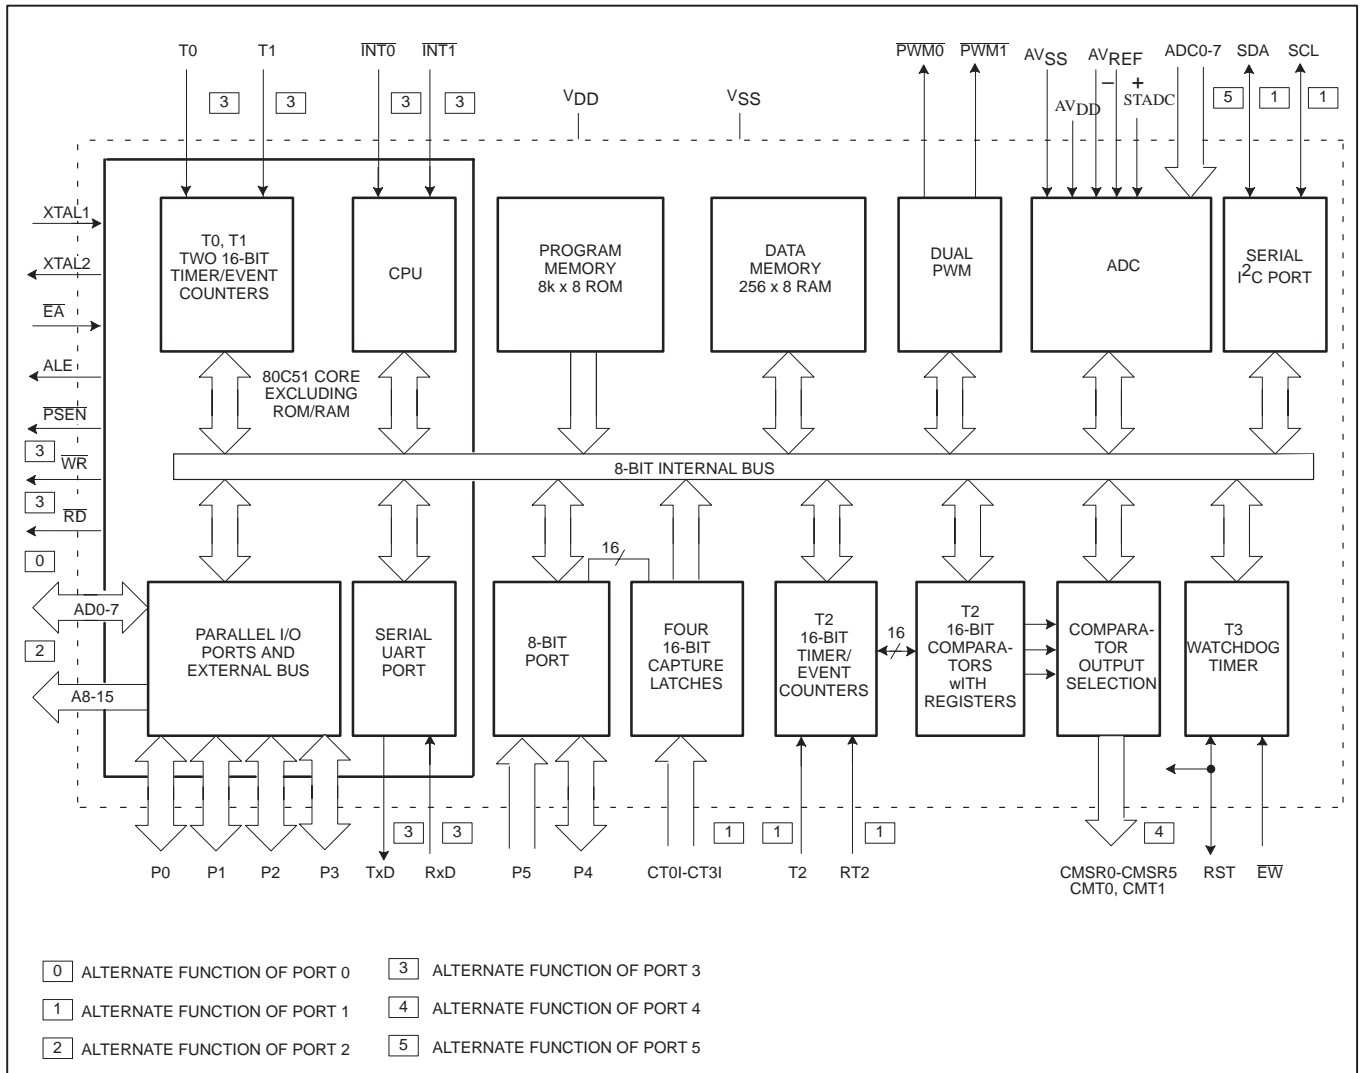 T0 T1 INT0 INT1 PWM0 PWM1 AVSS AVREF ADC0-7 SDA SCL
3 3 3 3 VDD VSS AVDD – + STADC 5 1 1
XTAL1
XTAL2
EA
ALE
PSEN
3
WR
3
RD
0
AD0-7
2
A8-15
T0, T1
TWO 16-BIT
TIMER/EVENT
COUNTERS
CPU
PROGRAM
MEMORY
8k x 8 ROM
DATA
MEMORY
256 x 8 RAM
DUAL
PWM
ADC
SERIAL
I2C PORT
80C51 CORE
EXCLUDING
ROM/RAM
8-BIT INTERNAL BUS
PARALLEL I/O
PORTS AND
EXTERNAL BUS
SERIAL
UART
PORT
8-BIT
PORT
16
FOUR
16-BIT
CAPTURE
LATCHES
T2
16-BIT
TIMER/
EVENT
COUNTERS
16
T2
16-BIT
COMPARA-
TORS
wITH
REGISTERS
COMPARA-
TOR
OUTPUT
SELECTION
T3
WATCHDOG
TIMER
3 3 1 1 1 4
P0 P1 P2 P3 TxD RxD P5 P4 CT0I-CT3I T2 RT2 CMSR0-CMSR5 RST EW
CMT0, CMT1
0 ALTERNATE FUNCTION OF PORT 0
1 ALTERNATE FUNCTION OF PORT 1
2 ALTERNATE FUNCTION OF PORT 2
3 ALTERNATE FUNCTION OF PORT 3
4 ALTERNATE FUNCTION OF PORT 4
5 ALTERNATE FUNCTION OF PORT 5